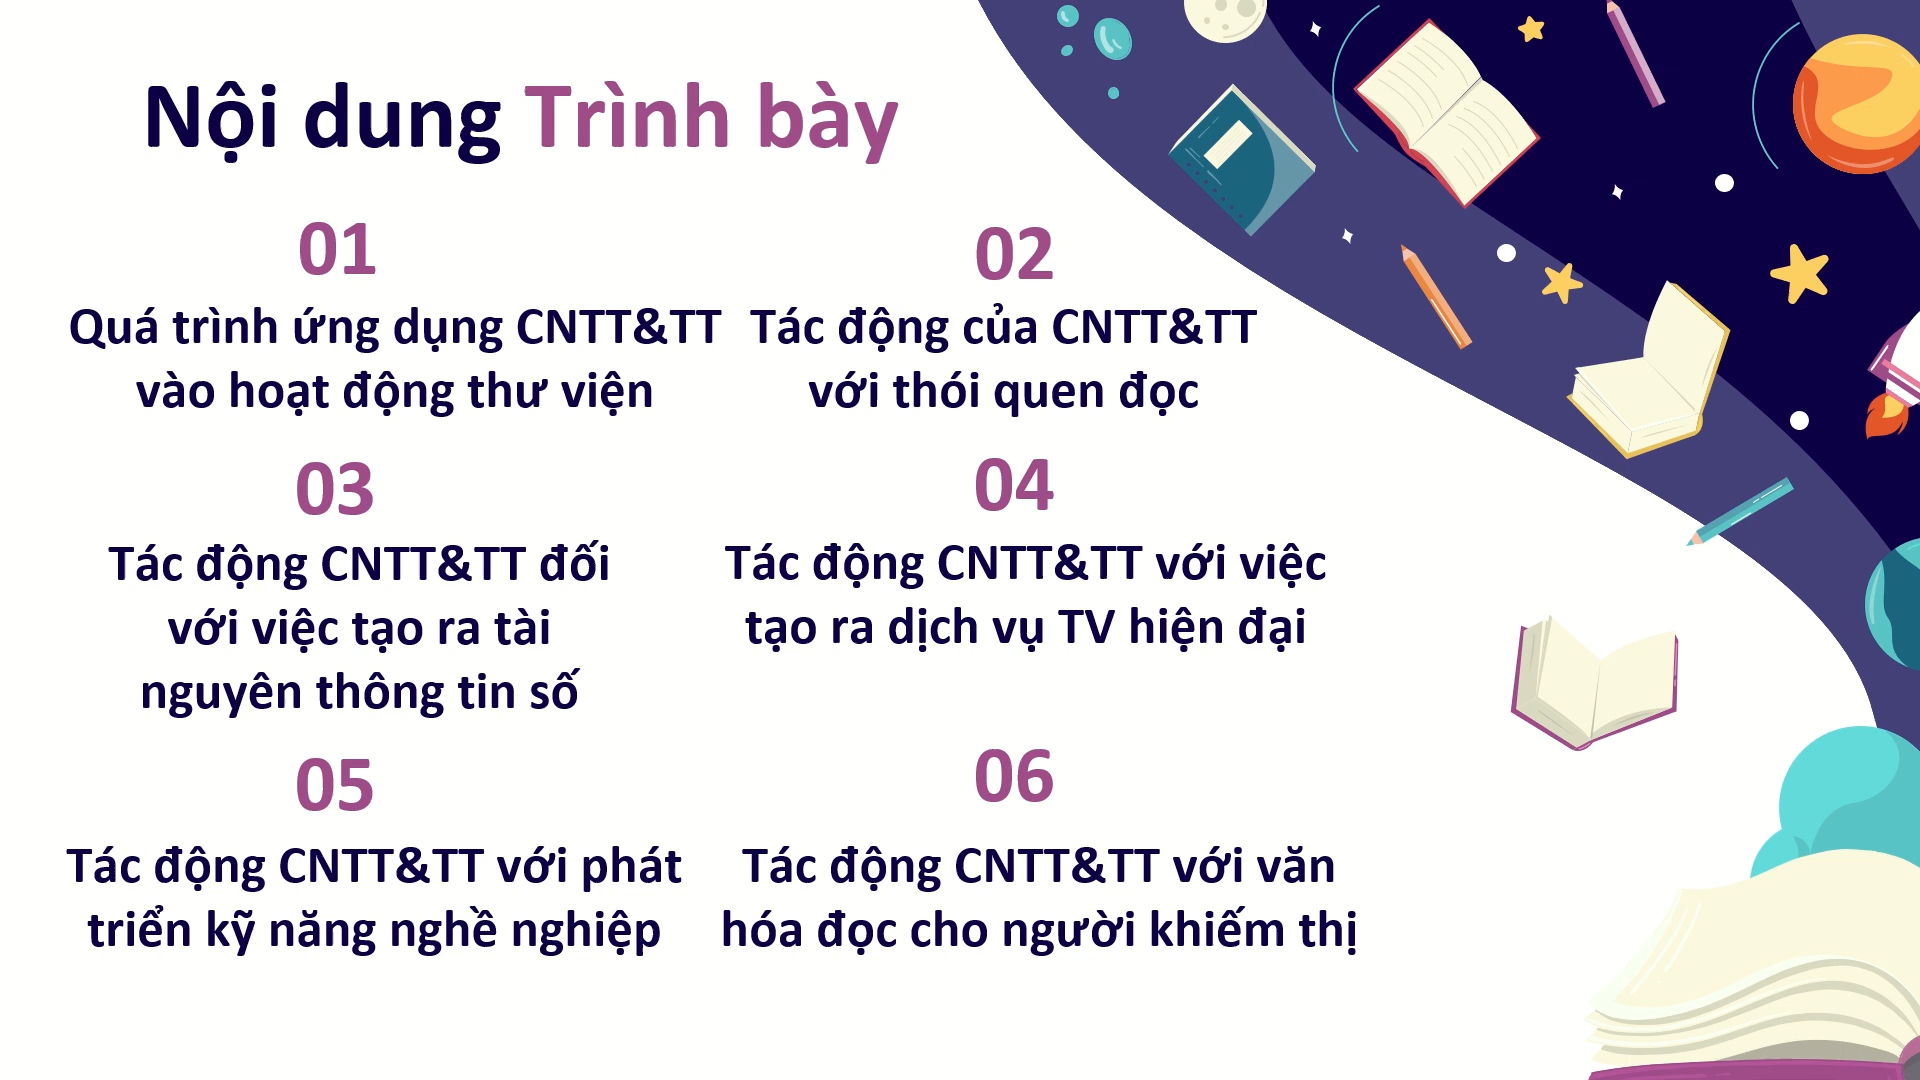 Nội dung Trình bày
01
Quá trình ứng dụng CNTT&TT
vào hoạt động thư viện
02
Tác động của CNTT&TT
với thói quen đọc
03
Tác động CNTT&TT đối
với việc tạo ra tài
nguyên thông tin số
04
Tác động CNTT&TT với việc
tạo ra dịch vụ TV hiện đại
05
Tác động CNTT&TT với phát
triển kỹ năng nghề nghiệp
06
Tác động CNTT&TT với văn
hóa đọc cho người khiếm thị